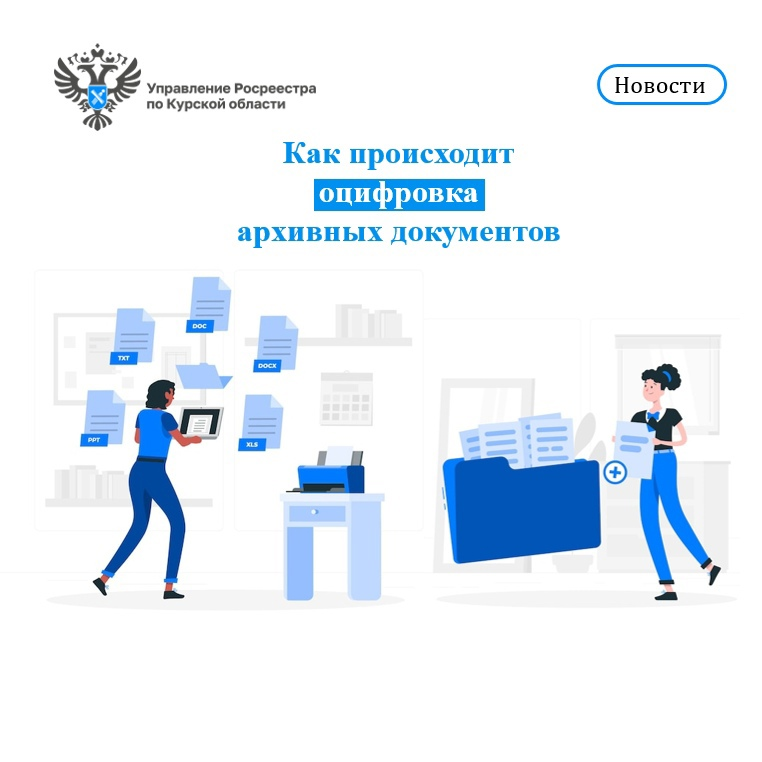 Управление Росреестра
по Курской области
Новости
Как происходит
оцифровка
архивных документов
DOC
TXT
DOCX
PPT
XLS